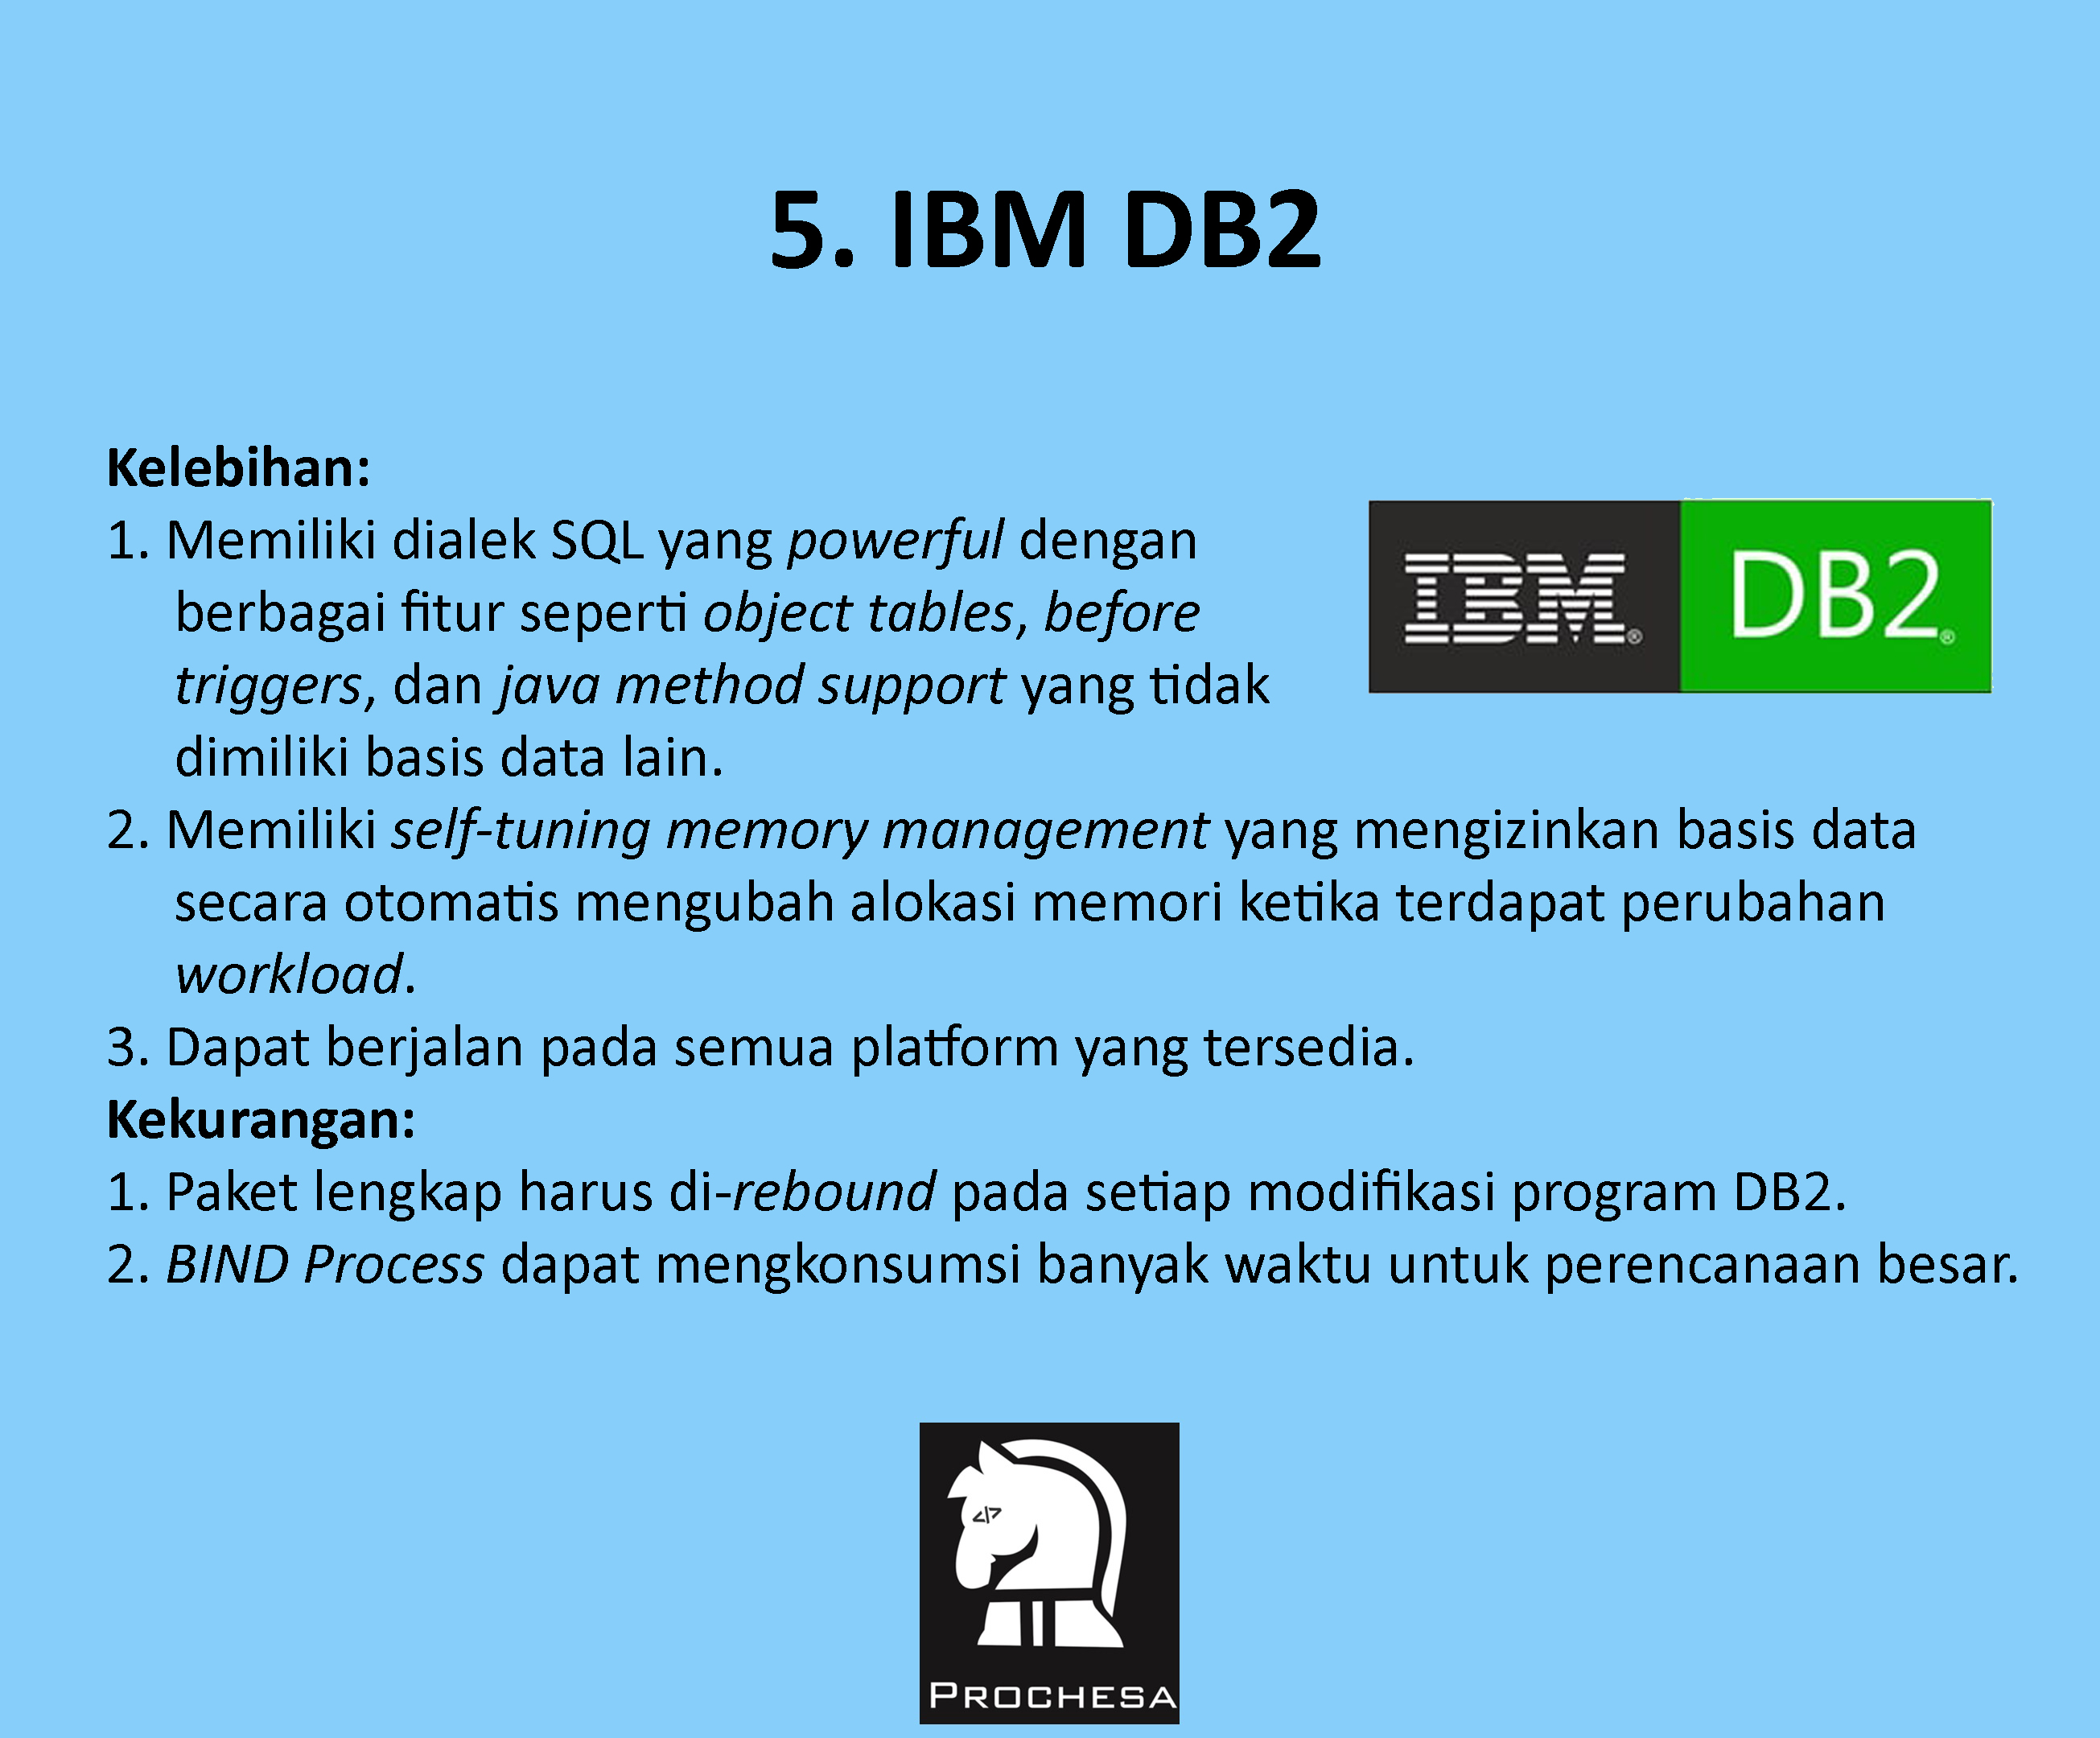 5. IBM DB2
Kelebihan:
1. Memiliki dialek SQL yang powerful dengan
berbagai fitur seperti object tables, before
triggers, dan java method support yang tidak
dimiliki basis data lain.
IBM® DB2®
2. Memiliki self-tuning memory management yang mengizinkan basis data
secara otomatis mengubah alokasi memori ketika terdapat perubahan
workload.
3. Dapat berjalan pada semua platform yang tersedia.
Kekurangan:
1. Paket lengkap harus di-rebound pada setiap modifikasi program DB2.
2. BIND Process dapat mengkonsumsi banyak waktu untuk perencanaan besar.
</>
PROCHESA